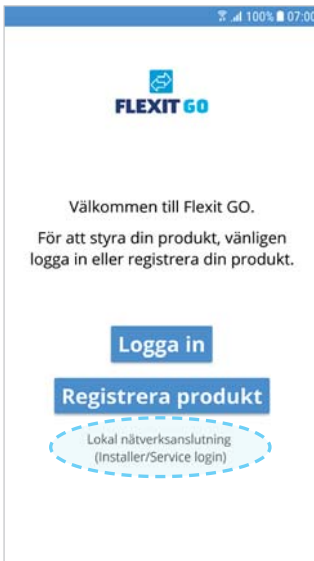 100% 07:00
FLEXIT GO
Välkommen till Flexit GO.
För att styra din produkt, vänligen
logga in eller registrera din produkt.
Logga in
Registrera produkt
Lokal nätverksanslutning
(Installer/Service login)